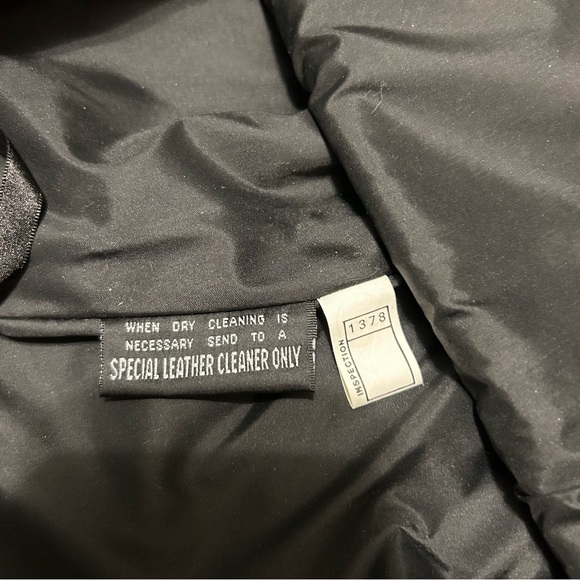 WHEN DRY CLEANING IS
NECESSARY SEND TO A
SPECIAL LEATHER CLEANER ONLY
1378
INSPECTION